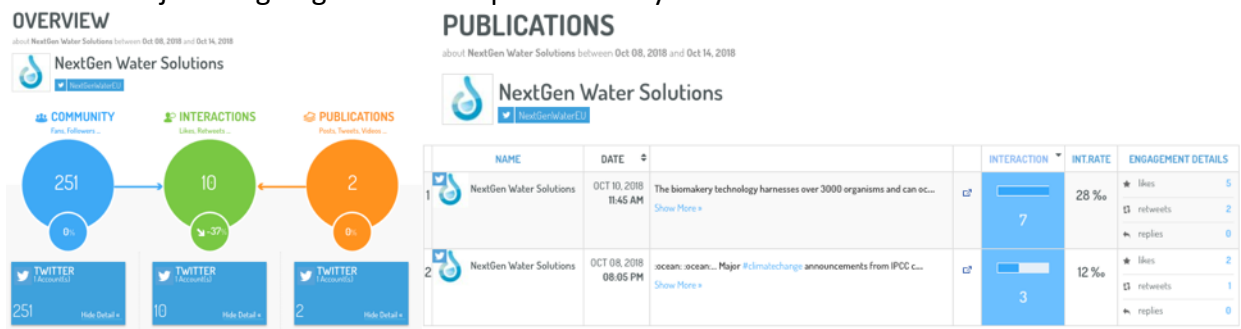 OVERVIEW
about NextGen Water Solutions between Oct 08, 2018 and Oct 14, 2018
NextGen Water Solutions
NextGenWaterEU
COMMUNITY
Fans, Followers ...
251
0%
INTERACTIONS
Likes, Retweets ...
10
-37%
PUBLICATIONS
Posts, Tweets, Videos ...
2
0%
TWITTER
1 Account(s)
251
Hide Detail «
TWITTER
1 Account(s)
10
Hide Detail «
TWITTER
1 Account(s)
2
Hide Detail «
PUBLICATIONS
about NextGen Water Solutions between Oct 08, 2018 and Oct 14, 2018
NextGen Water Solutions
NextGenWaterEU
NAME DATE INTERACTION INT.RATE ENGAGEMENT DETAILS
1 NextGen Water Solutions
OCT 10, 2018
11:45 AM
The biomakery technology harnesses over 3000 organisms and can oc...
Show More »
7
28 ‰
likes 5
retweets 2
replies 0
2 NextGen Water Solutions
OCT 08, 2018
08:05 PM
:ocean: :ocean:... Major #climatechange announcements from IPCC c....
Show More »
3
12 ‰
likes 2
retweets 1
replies 0